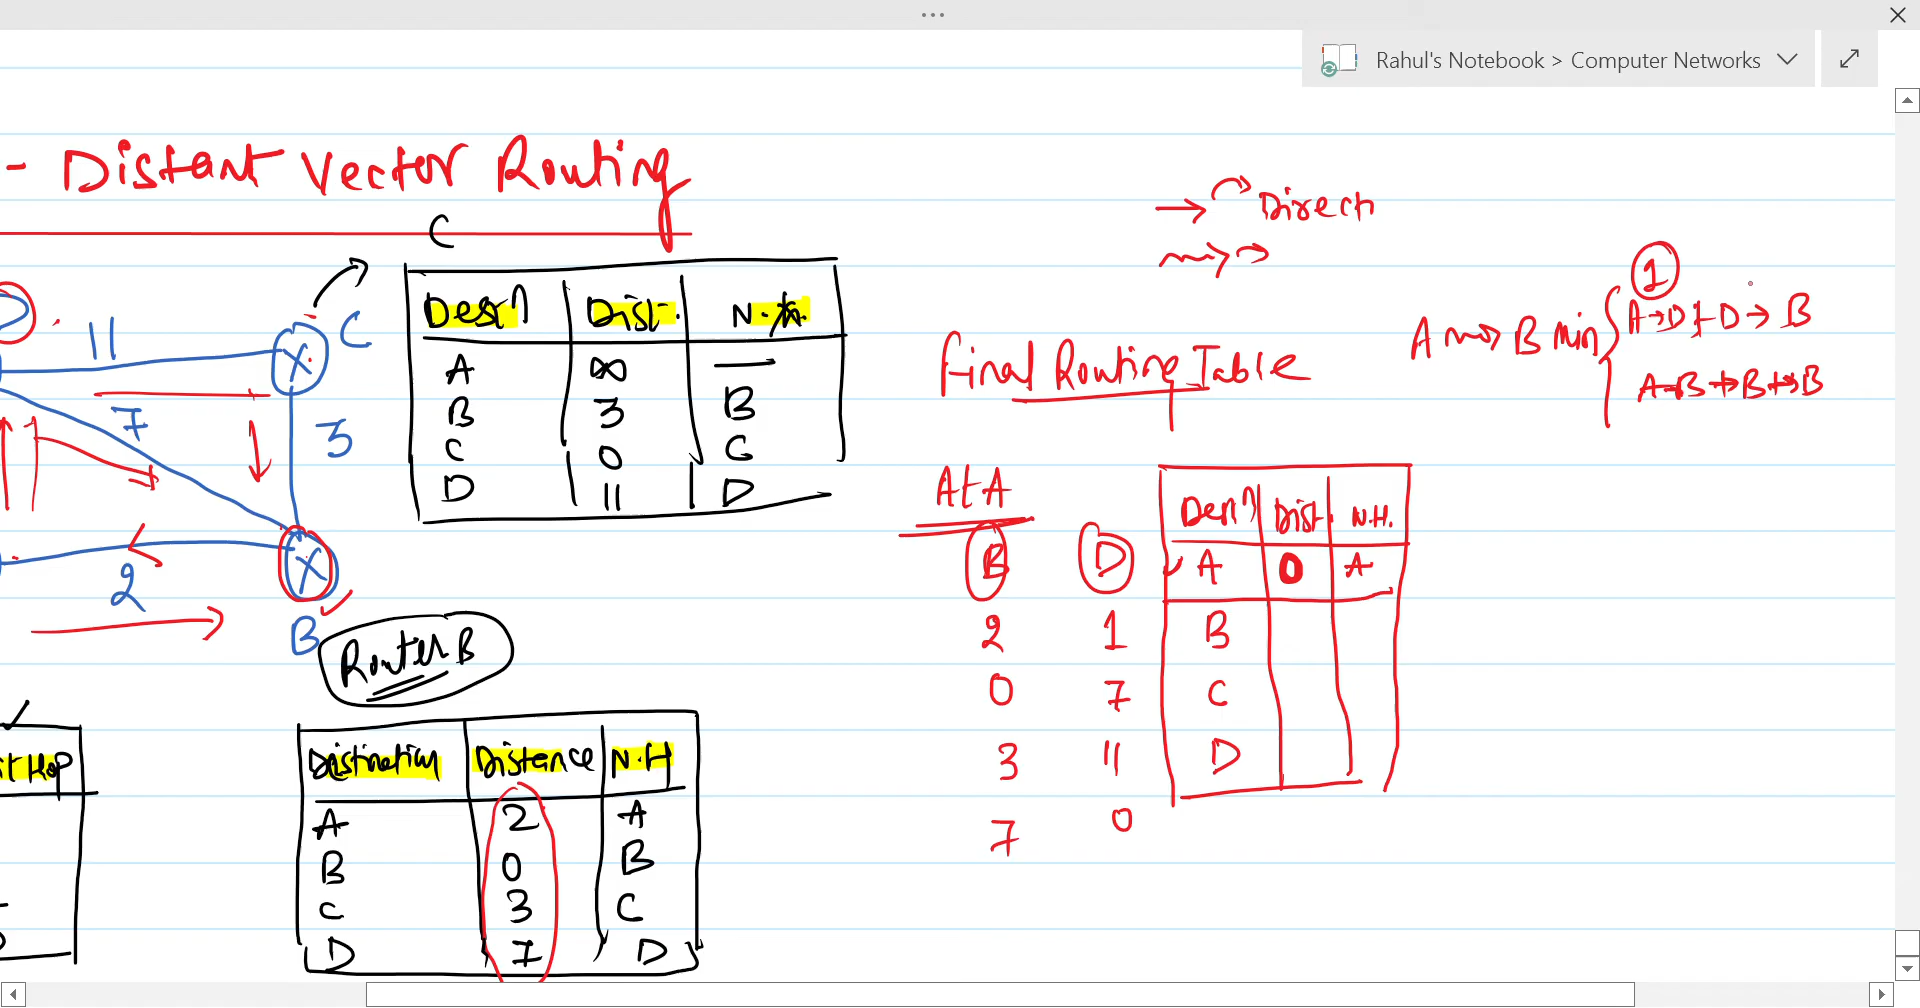 Rahul's Notebook > Computer Networks
- Distant Vector Routing
C
Dest^n Dist. N.H.
A ∞ —
B 3 B
C 0 C
D 11 D
11
C
7
3
2
B
Router B
Distination Distance N.H
A 2 A
B 0 B
C 3 C
D 7 D
Hop
→ Direct
Final Routing Table
A ⇝ B Min { A→D + D→B
A→B + B→B
1
At A
Des^n Dist. N.H.
B D
A 0 A
2 1 B
0 7 C
3 11 D
7 0